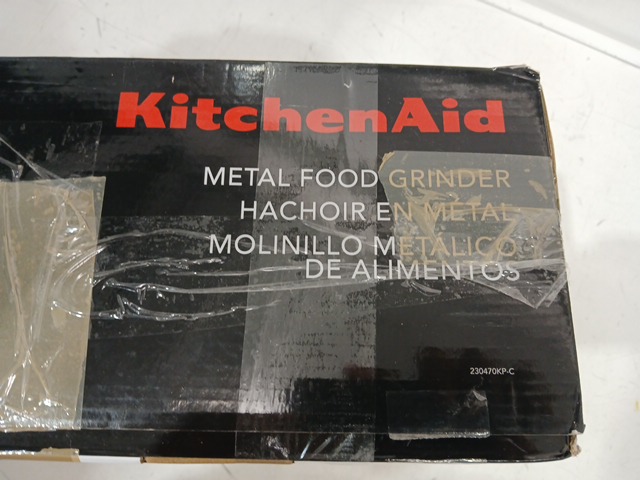 KitchenAid
METAL FOOD GRINDER
HACHOIR EN MÉTAL
MOLINILLO METÁLICO
DE ALIMENTOS
230470KP-C